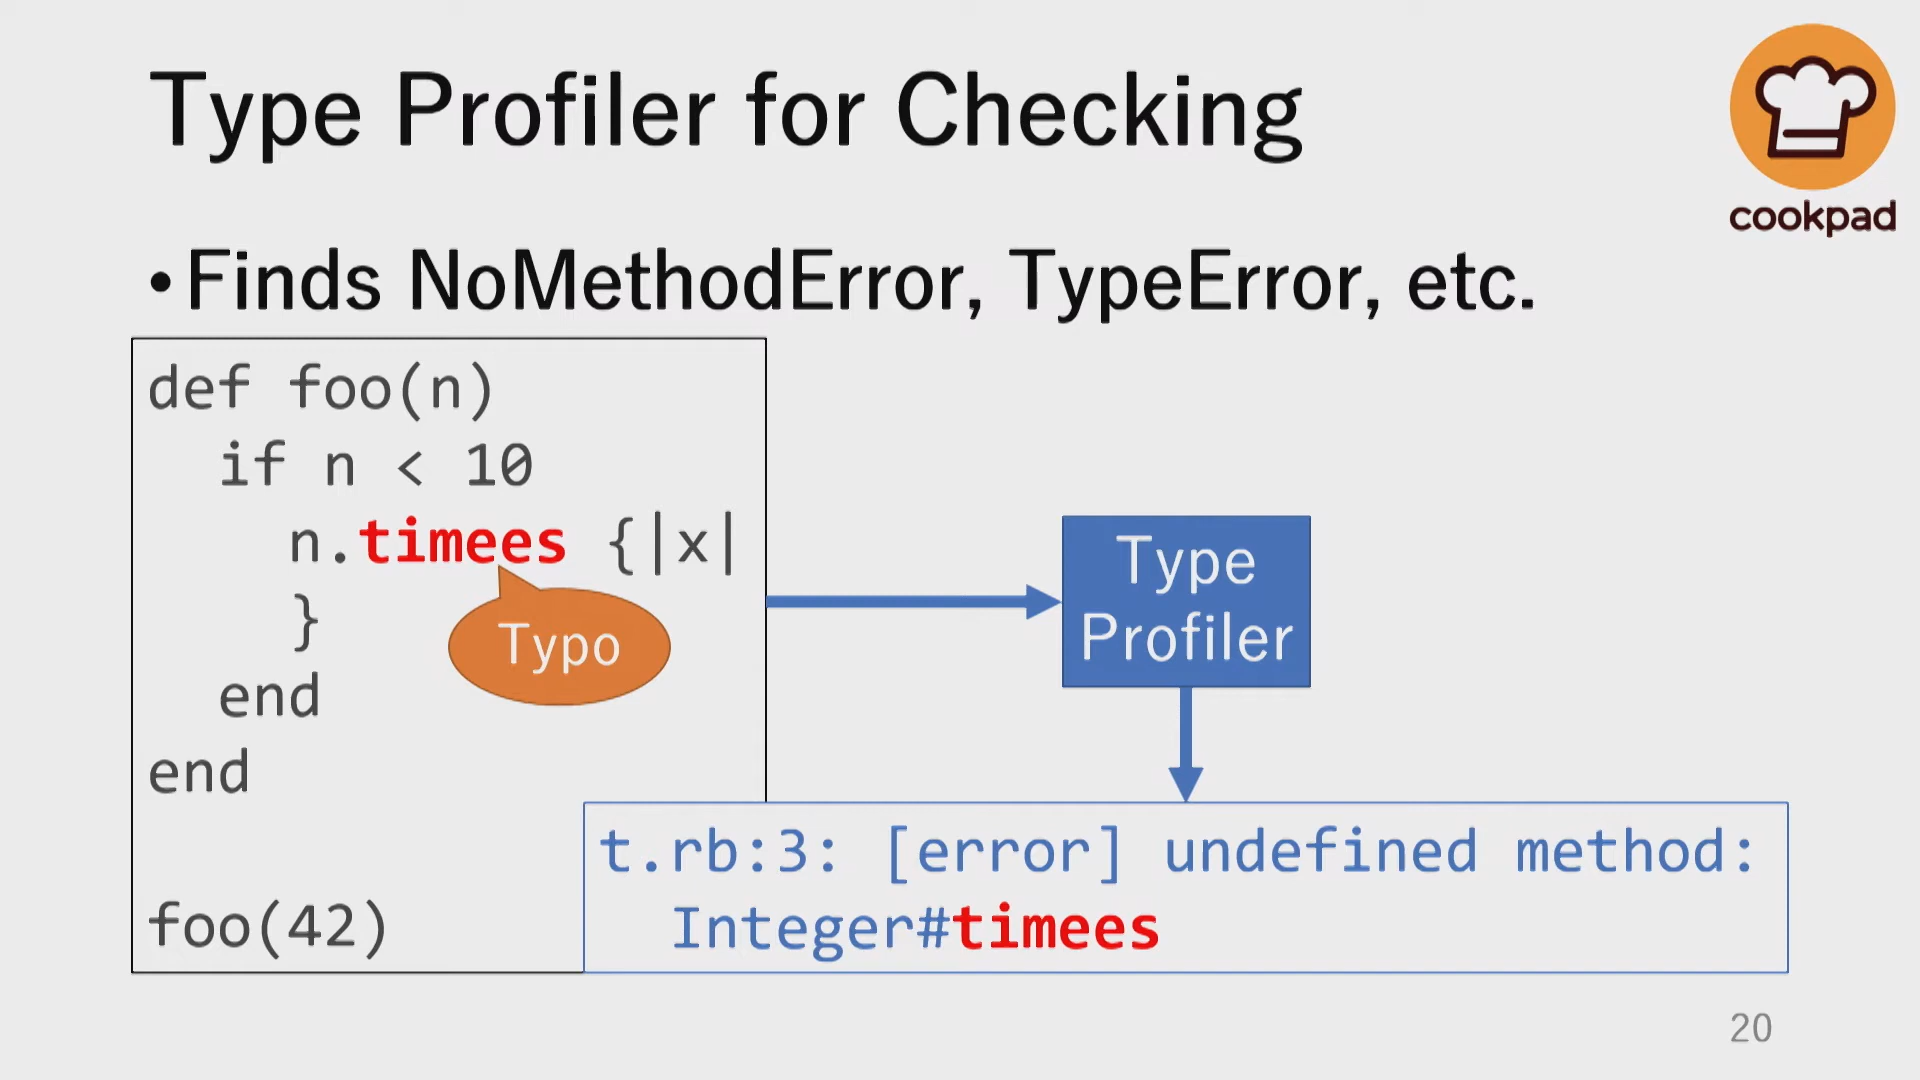 Type Profiler for Checking
cookpad
•Finds NoMethodError, TypeError, etc.
def foo(n)
  if n < 10
    n.timees {|x|
    }
  end
end
foo(42)
Typo
Type
Profiler
t.rb:3: [error] undefined method:
  Integer#timees
20